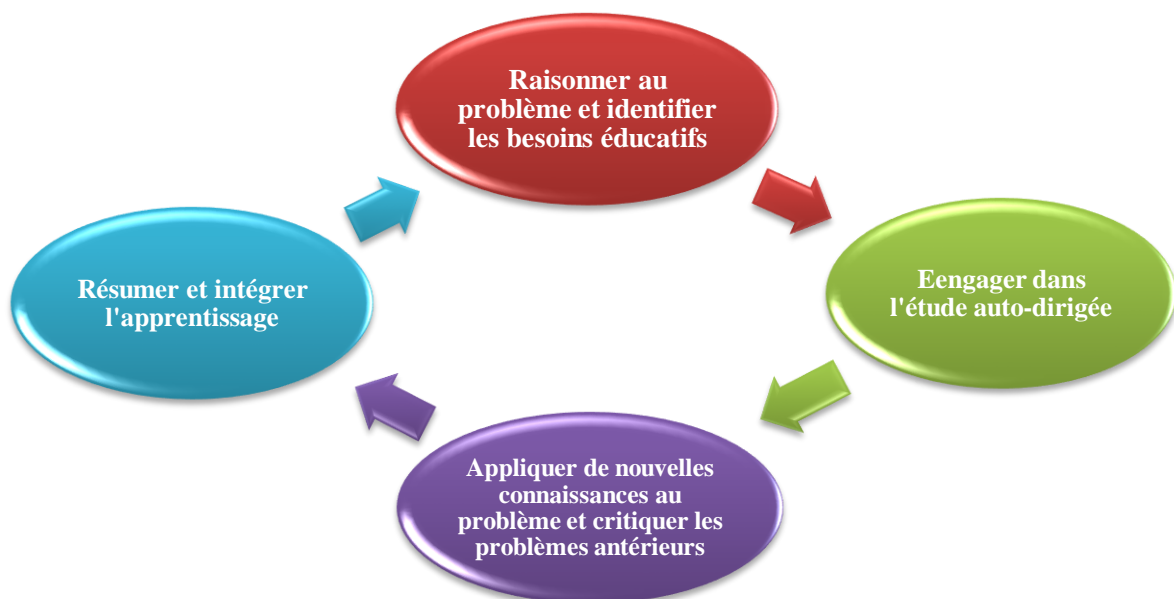 Raisonner au
problème et identifier
les besoins éducatifs
Eengager dans
l'étude auto-dirigée
Appliquer de nouvelles
connaissances au
problème et critiquer les
problèmes antérieurs
Résumer et intégrer
l'apprentissage